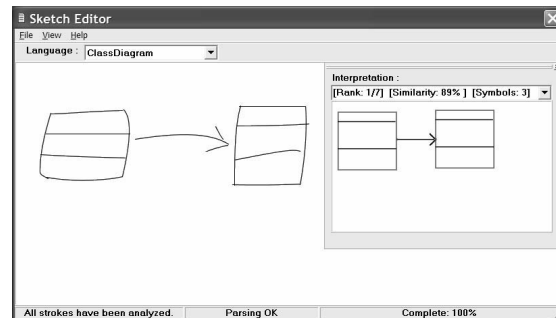 Sketch Editor
File View Help
Language : ClassDiagram
Interpretation :
[Rank: 1/7] [Similarity: 89% ] [Symbols: 3]
All strokes have been analyzed. Parsing OK Complete: 100%